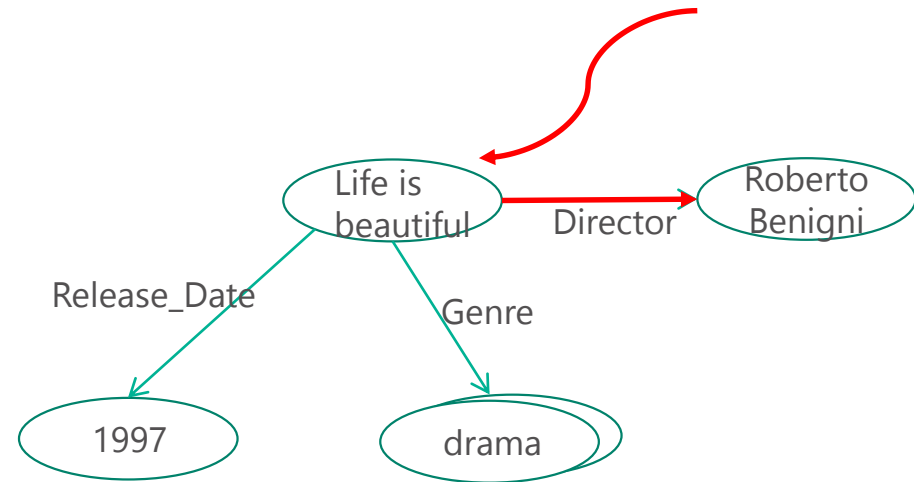 Life is
beautiful
Roberto
Benigni
Director
Release_Date
Genre
1997
drama